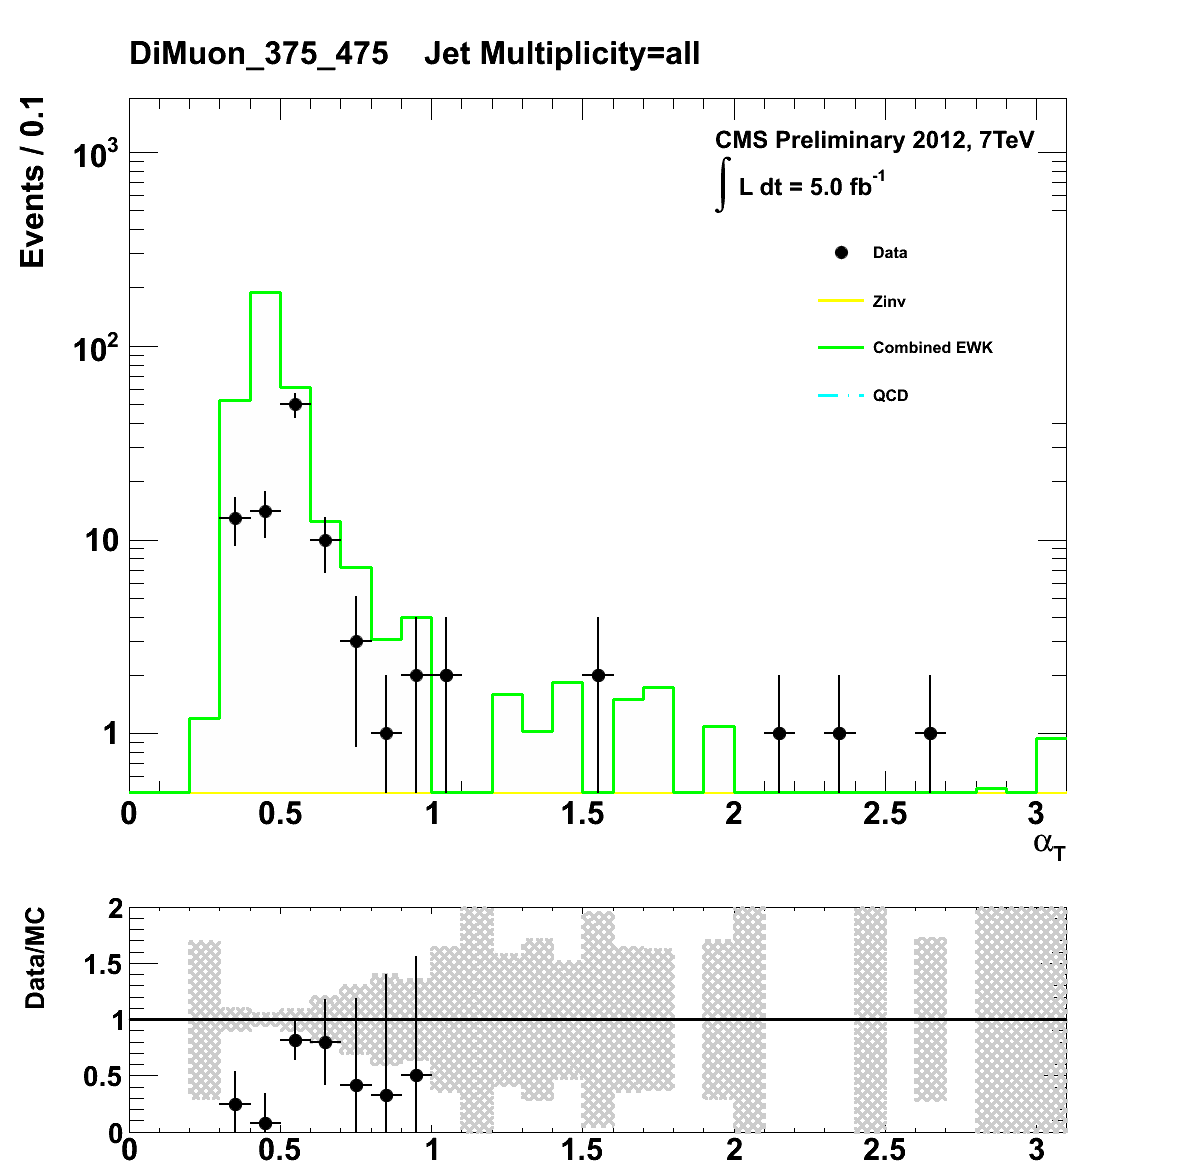 DiMuon_375_475 Jet Multiplicity=all
Events / 0.1
CMS Preliminary 2012, 7TeV
∫ L dt = 5.0 fb⁻¹
Data
Zinv
Combined EWK
QCD
10³
10²
10
1
0 0.5 1 1.5 2 2.5 3
α_T
Data/MC
2
1.5
1
0.5
0
0 0.5 1 1.5 2 2.5 3